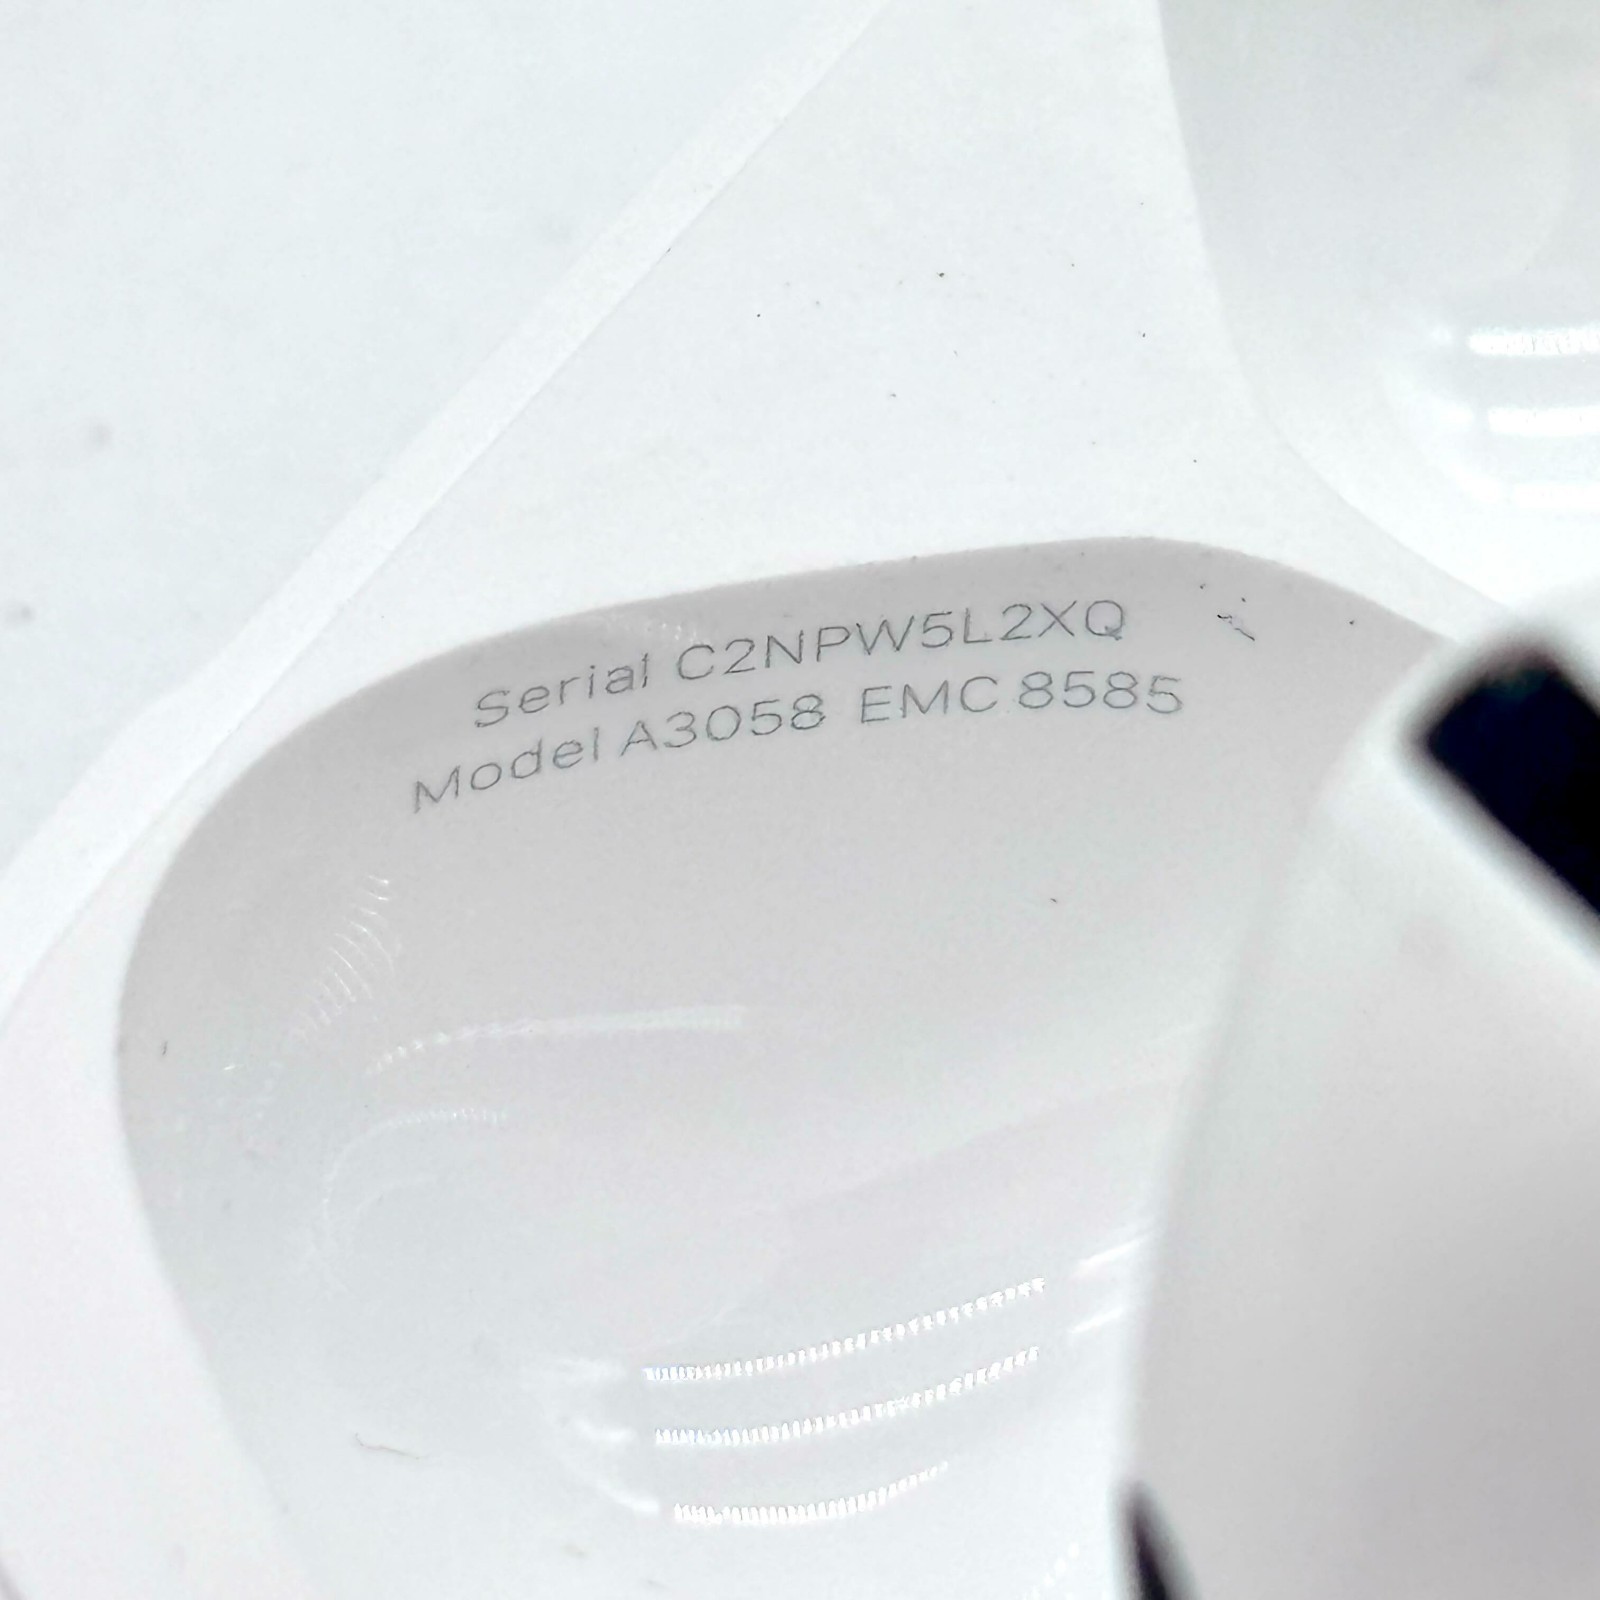 Serial C2NPW5L2XQ
Model A3058 EMC 8585